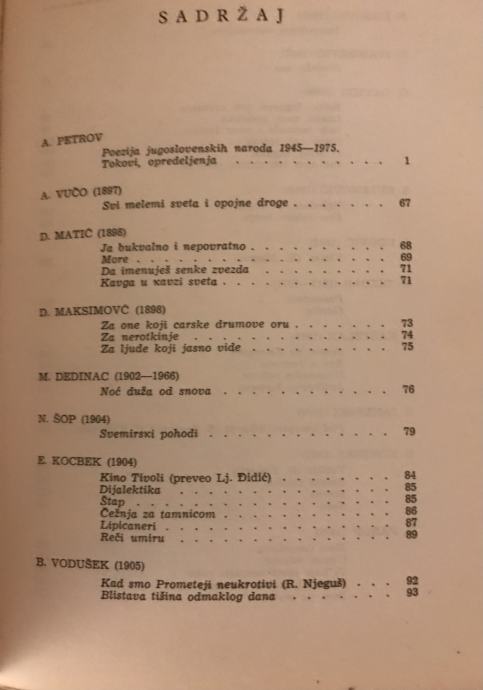 SADRŽAJ
A. PETROV
Poezija jugoslovenskih naroda 1945—1975.
Tokovi, opredeljenja . . . . . . . . . . . 1
A. VUČO (1897)
Svi melemi sveta i opojne droge . . . . . . . 67
D. MATIĆ (1898)
Ja bukvalno i nepovratno . . . . . . . . . . 68
More . . . . . . . . . . . . . . . . . . . 69
Da imenuješ senke zvezda . . . . . . . . . . 71
Kavga u kavzi sveta . . . . . . . . . . . . 71
D. MAKSIMOVČ (1898)
Za one koji carske drumove oru . . . . . . . 73
Za nerotkinje . . . . . . . . . . . . . . . 74
Za ljude koji jasno vide . . . . . . . . . . 75
M. DEDINAC (1902—1966)
Noć duža od snova . . . . . . . . . . . . 76
N. ŠOP (1904)
Svemirski pohodi . . . . . . . . . . . . . 79
E. KOCBEK (1904)
Kino Tivoli (preveo Lj. Đidić) . . . . . . . . 84
Dijalektika . . . . . . . . . . . . . . . 85
Štap . . . . . . . . . . . . . . . . . . 85
Čežnja za tamnicom . . . . . . . . . . . . 86
Lipicaneri . . . . . . . . . . . . . . . . 87
Reči umiru . . . . . . . . . . . . . . . . 89
B. VODUŠEK (1905)
Kad smo Prometeji neukrotivi (R. Njeguš) . . . 92
Blistava tišina odmaklog dana . . . . . . . . 93